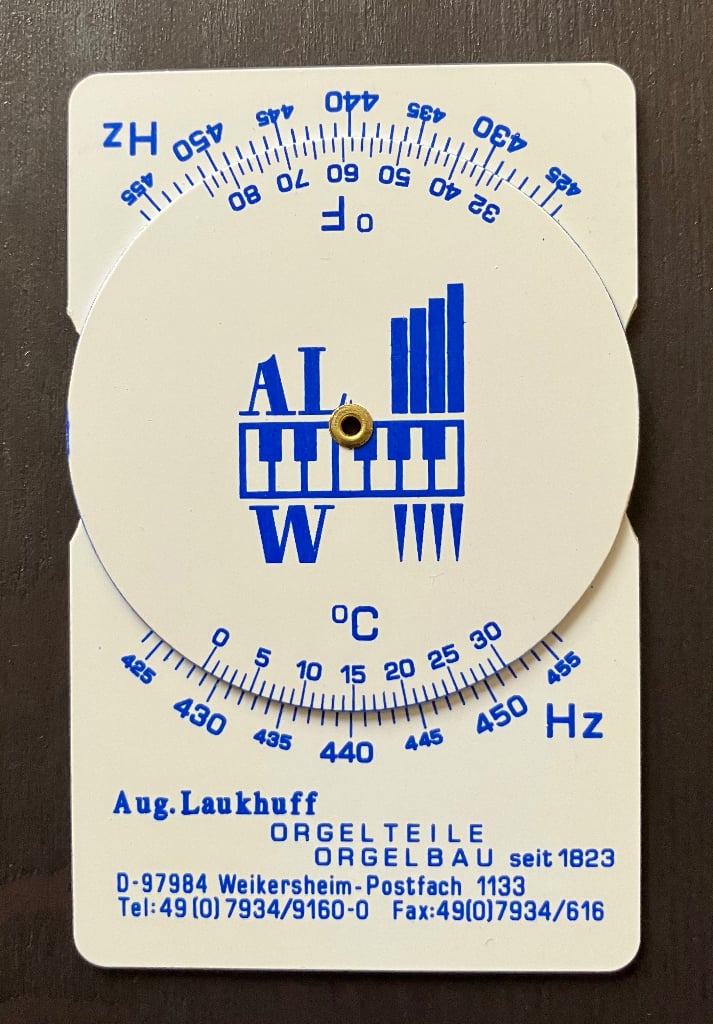 Hz 455 450 445 440 435 430 425
80 70 60 50 40 32
°F
AL
W
°C
0 5 10 15 20 25 30
425 430 435 440 445 450 455 Hz
Aug. Laukhuff
ORGELTEILE
ORGELBAU seit 1823
D-97984 Weikersheim-Postfach 1133
Tel:49(0)7934/9160-0 Fax:49(0)7934/616